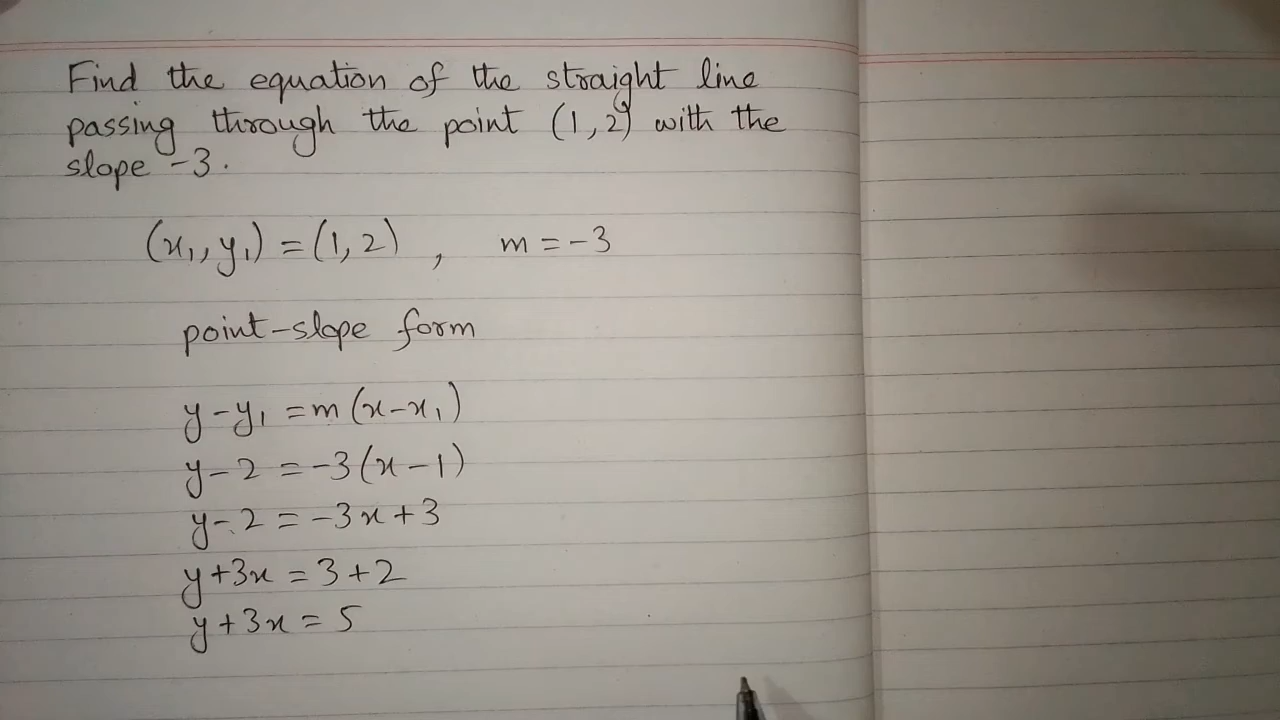 Find the equation of the straight line
passing through the point (1,2) with the
slope -3.
(x₁, y₁) = (1, 2) , m = -3
point-slope form
y - y₁ = m (x - x₁)
y - 2 = -3 (x - 1)
y - 2 = -3x + 3
y + 3x = 3 + 2
y + 3x = 5